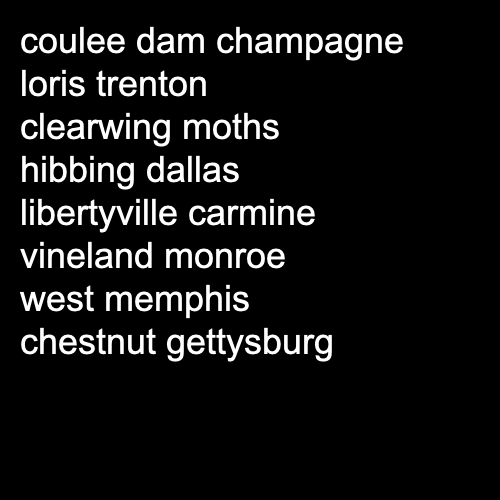 coulee dam champagne
loris trenton
clearwing moths
hibbing dallas
libertyville carmine
vineland monroe
west memphis
chestnut gettysburg